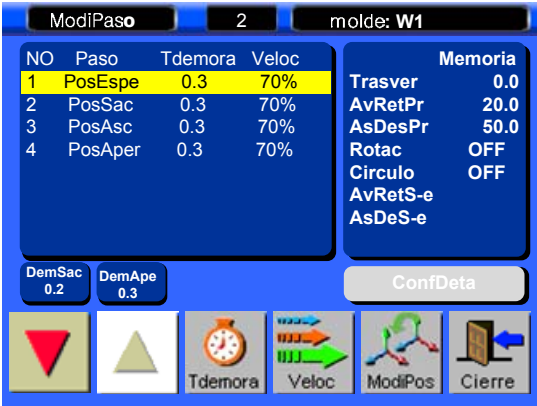 ModiPaso 2 molde: W1
NO Paso Tdemora Veloc
1 PosEspe 0.3 70%
2 PosSac 0.3 70%
3 PosAsc 0.3 70%
4 PosAper 0.3 70%
Memoria
Trasver 0.0
AvRetPr 20.0
AsDesPr 50.0
Rotac OFF
Circulo OFF
AvRetS-e
AsDeS-e
DemSac
0.2
DemApe
0.3
ConfDeta
Tdemora
Veloc
ModiPos
Cierre